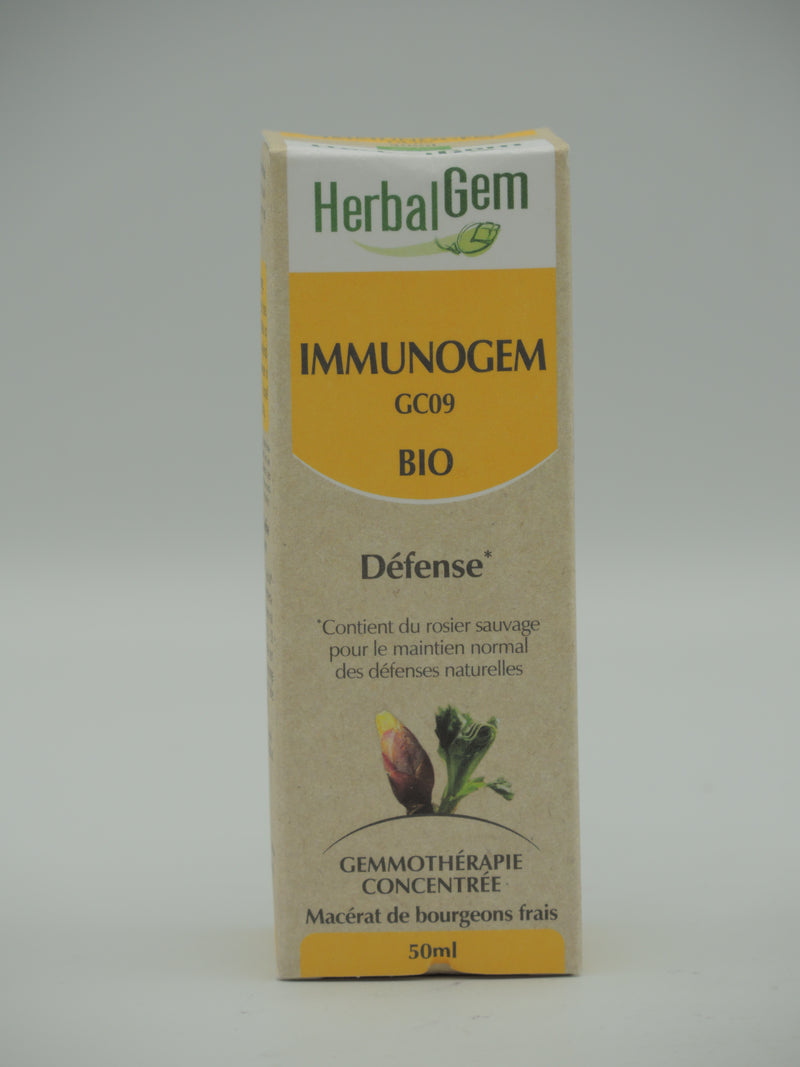 HerbalGem
IMMUNOGEM
GC09
BIO
Défense*
*Contient du rosier sauvage
pour le maintien normal
des défenses naturelles
GEMMOTHÉRAPIE
CONCENTRÉE
Macérat de bourgeons frais
50ml